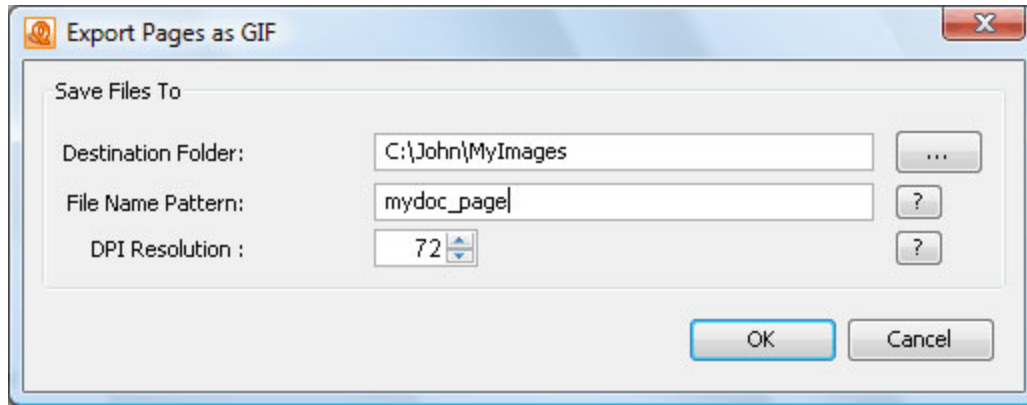 Export Pages as GIF
Save Files To
Destination Folder: C:\John\MyImages ...
File Name Pattern: mydoc_page ?
DPI Resolution : 72 ?
OK Cancel